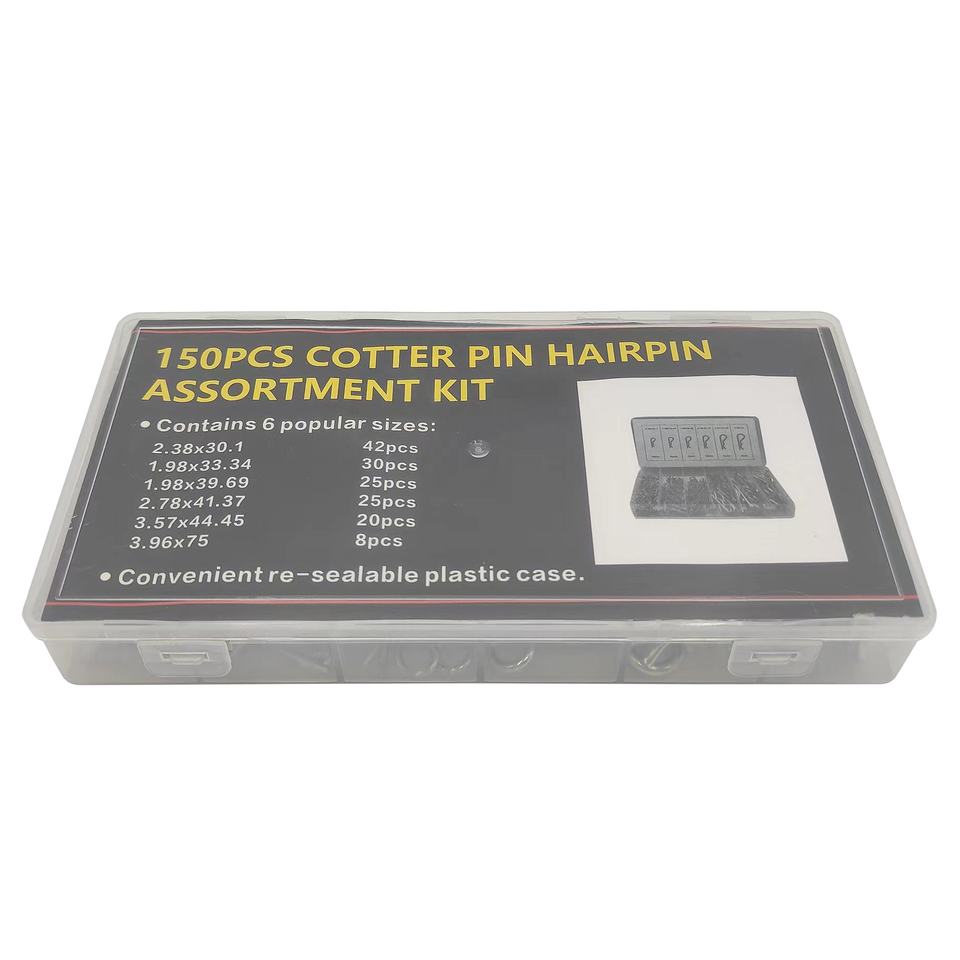 150PCS COTTER PIN HAIRPIN
ASSORTMENT KIT
• Contains 6 popular sizes:
2.38x30.1 42pcs
1.98x33.34 30pcs
1.98x39.69 25pcs
2.78x41.37 25pcs
3.57x44.45 20pcs
3.96x75 8pcs
• Convenient re-sealable plastic case.